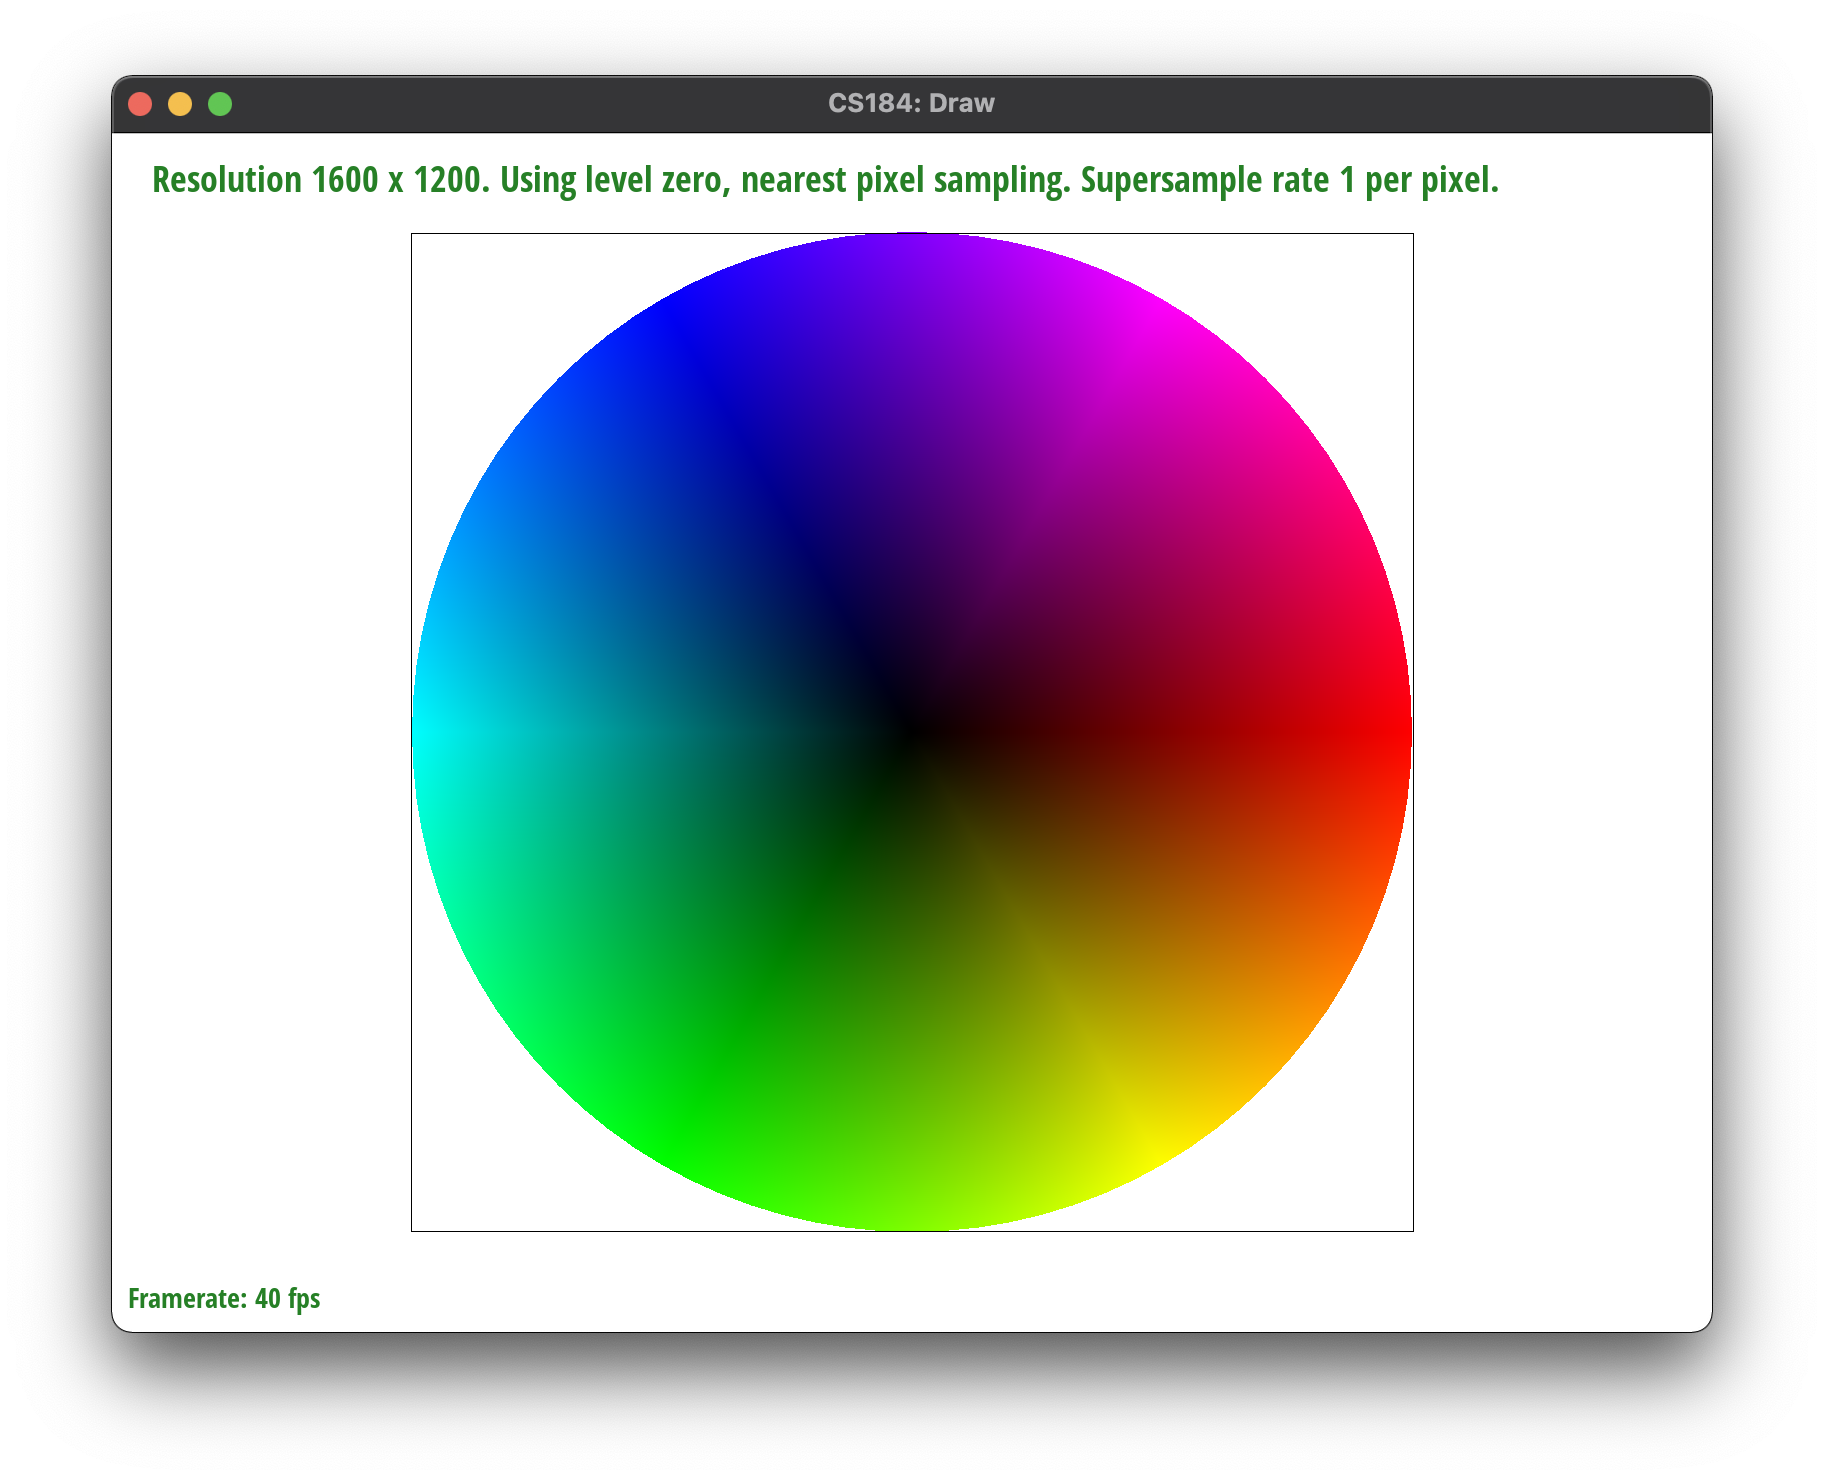 CS184: Draw
Resolution 1600 x 1200. Using level zero, nearest pixel sampling. Supersample rate 1 per pixel.
Framerate: 40 fps